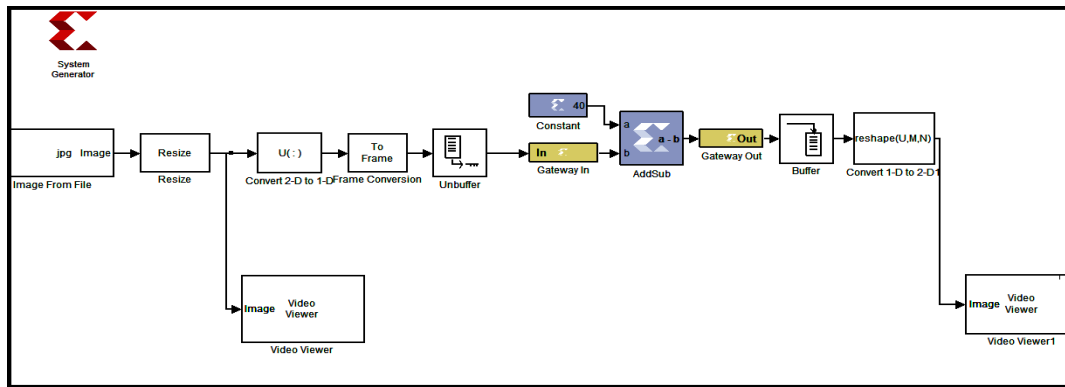 System
Generator
jpg Image
Image From File
Resize
Resize
U( : )
Convert 2-D to 1-D
To
Frame
Frame Conversion
Unbuffer
40
Constant
In
Gateway In
a
b
a - b
AddSub
Out
Gateway Out
Buffer
reshape(U,M,N)
Convert 1-D to 2-D1
Image
Video
Viewer
Video Viewer
Image
Video
Viewer
Video Viewer1